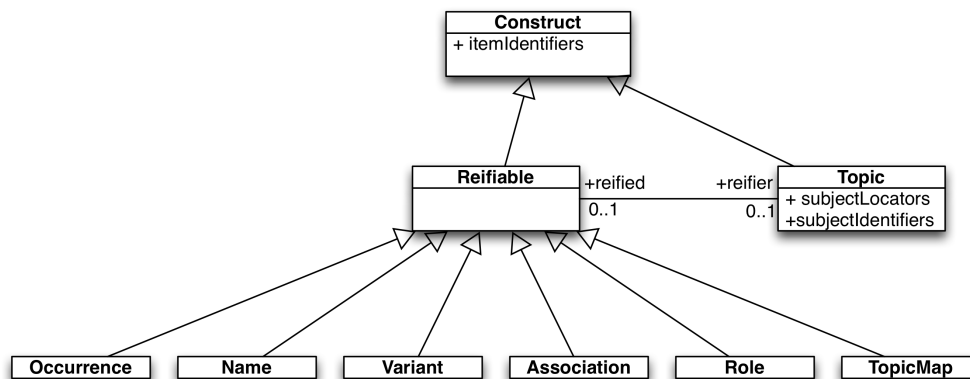 Construct
+ itemIdentifiers
Reifiable
+reified
+reifier
Topic
0..1
0..1
+ subjectLocators
+subjectIdentifiers
Occurrence
Name
Variant
Association
Role
TopicMap